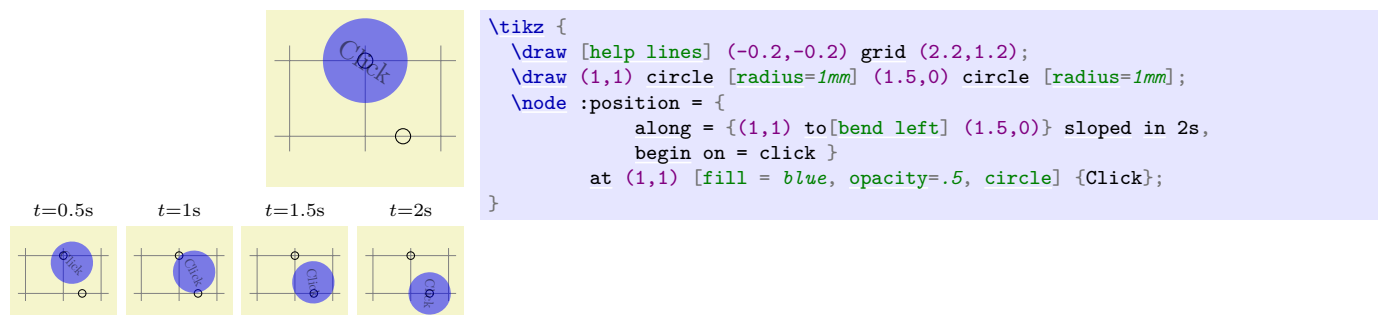 Click
\tikz {
  \draw [help lines] (-0.2,-0.2) grid (2.2,1.2);
  \draw (1,1) circle [radius=1mm] (1.5,0) circle [radius=1mm];
  \node :position = {
             along = {(1,1) to[bend left] (1.5,0)} sloped in 2s,
             begin on = click }
         at (1,1) [fill = blue, opacity=.5, circle] {Click};
}
t=0.5s t=1s t=1.5s t=2s
Click Click Click Click